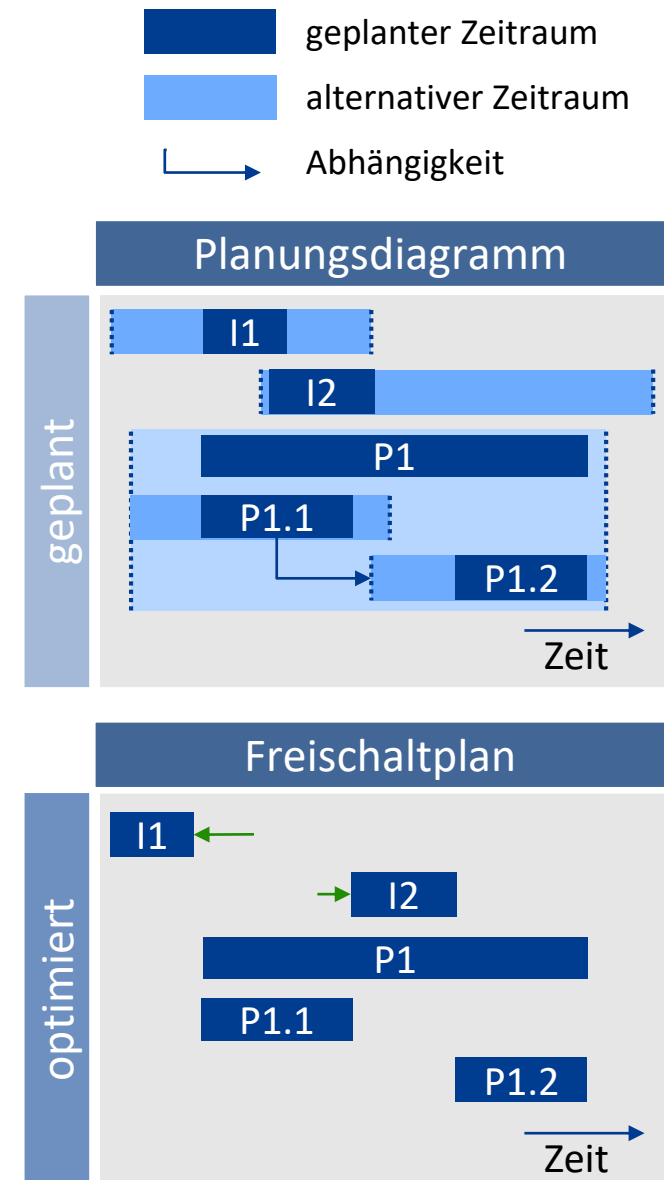 geplanter Zeitraum
alternativer Zeitraum
Abhängigkeit
Planungsdiagramm
geplant
I1
I2
P1
P1.1
P1.2
Zeit
Freischaltplan
optimiert
I1
I2
P1
P1.1
P1.2
Zeit